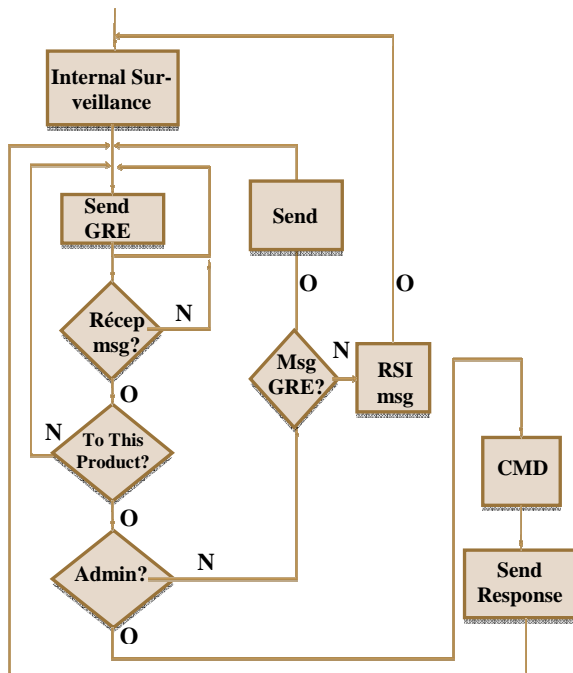 Internal Sur-
veillance
Send
GRE
Send
Récep
msg?
N
O
O
Msg
GRE?
N
RSI
msg
O
N
To This
Product?
CMD
O
Admin?
N
Send
Response
O